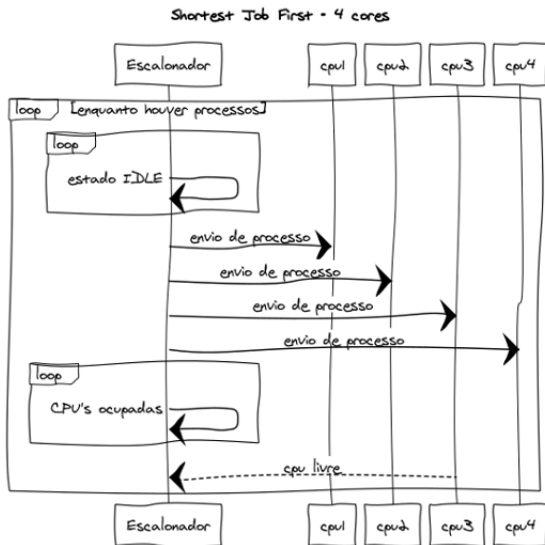 Shortest Job First - 4 cores
Escalonador
cpu1
cpu2
cpu3
cpu4
loop
[enquanto houver processos]
loop
estado IDLE
envio de processo
envio de processo
envio de processo
envio de processo
loop
CPU's ocupadas
cpu livre
Escalonador
cpu1
cpu2
cpu3
cpu4